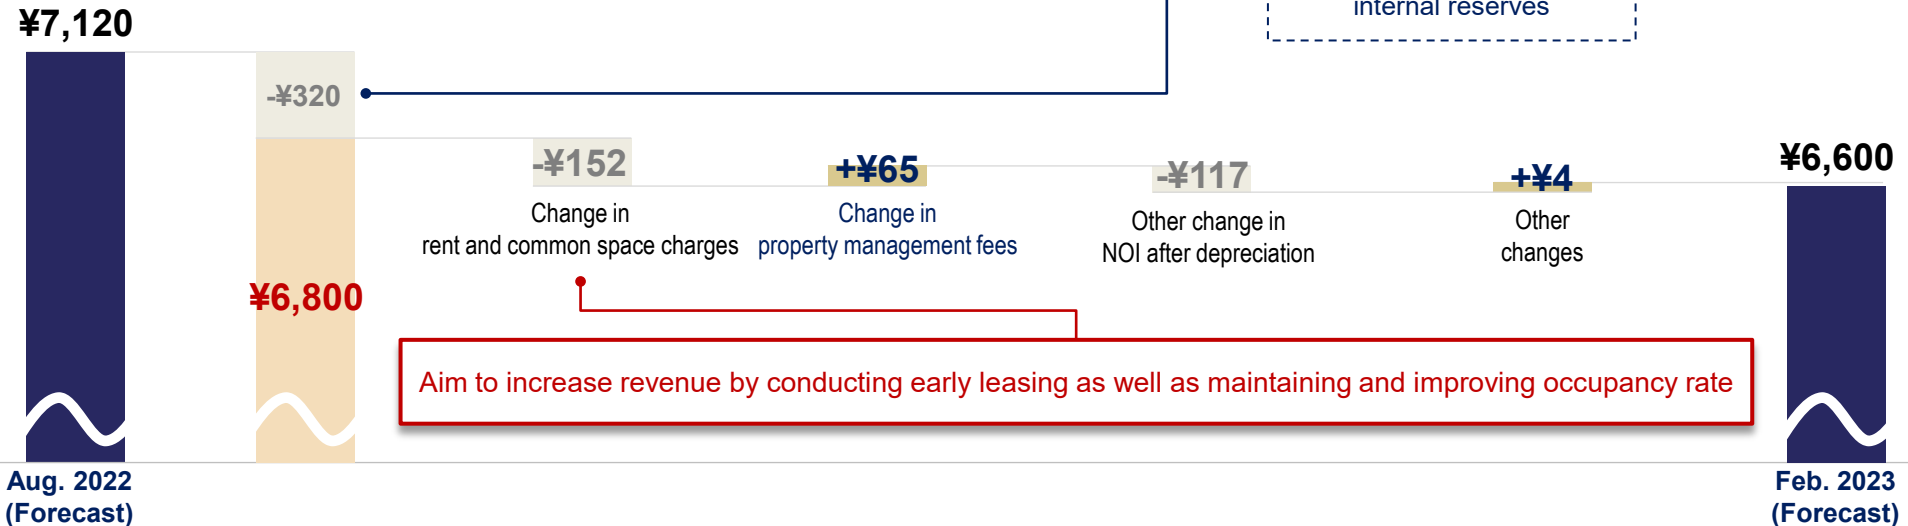 internal reserves
¥7,120
-¥320
-¥152
+¥65
-¥117
+¥4
¥6,600
Change in
rent and common space charges
Change in
property management fees
Other change in
NOI after depreciation
Other
changes
¥6,800
Aim to increase revenue by conducting early leasing as well as maintaining and improving occupancy rate
Aug. 2022
(Forecast)
Feb. 2023
(Forecast)